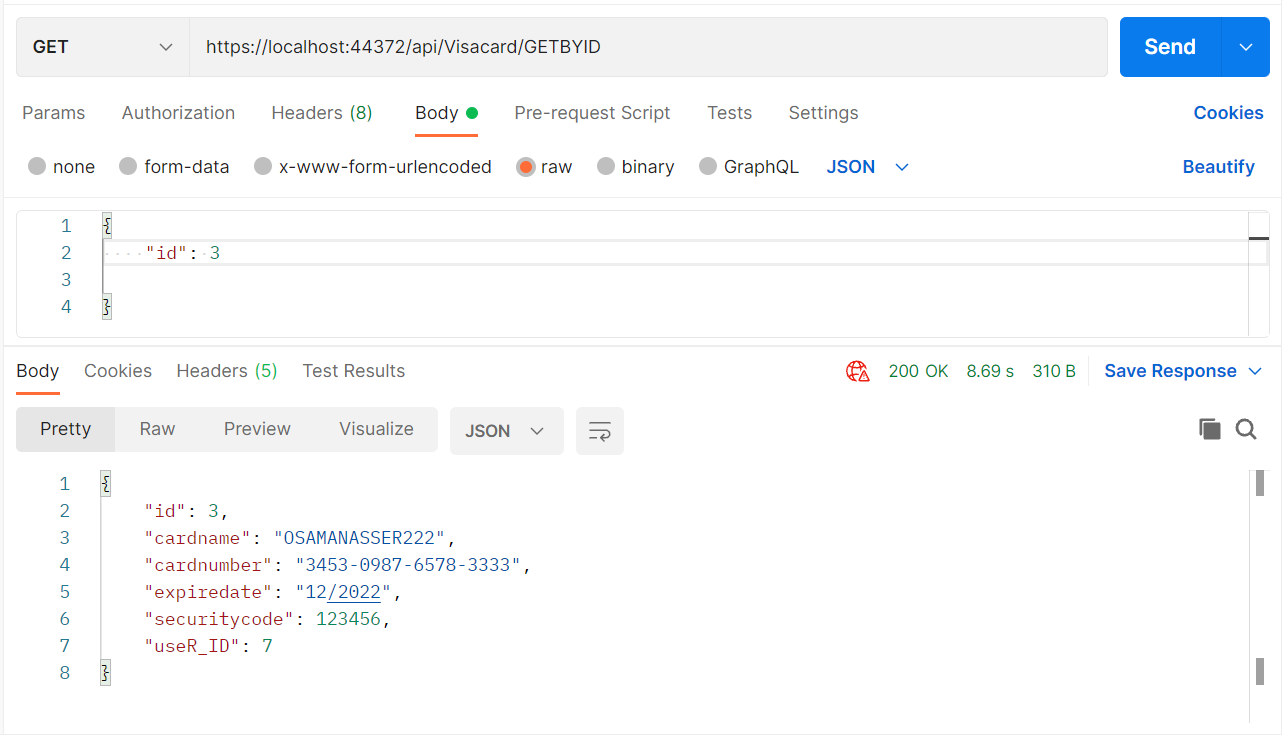 GET https://localhost:44372/api/Visacard/GETBYID Send
Params Authorization Headers (8) Body Pre-request Script Tests Settings Cookies
none form-data x-www-form-urlencoded raw binary GraphQL JSON Beautify
1 {
2 "id": 3
3
4 }
Body Cookies Headers (5) Test Results 200 OK 8.69 s 310 B Save Response
Pretty Raw Preview Visualize JSON
1 {
2 "id": 3,
3 "cardname": "OSAMANASSER222",
4 "cardnumber": "3453-0987-6578-3333",
5 "expiredate": "12/2022",
6 "securitycode": 123456,
7 "useR_ID": 7
8 }